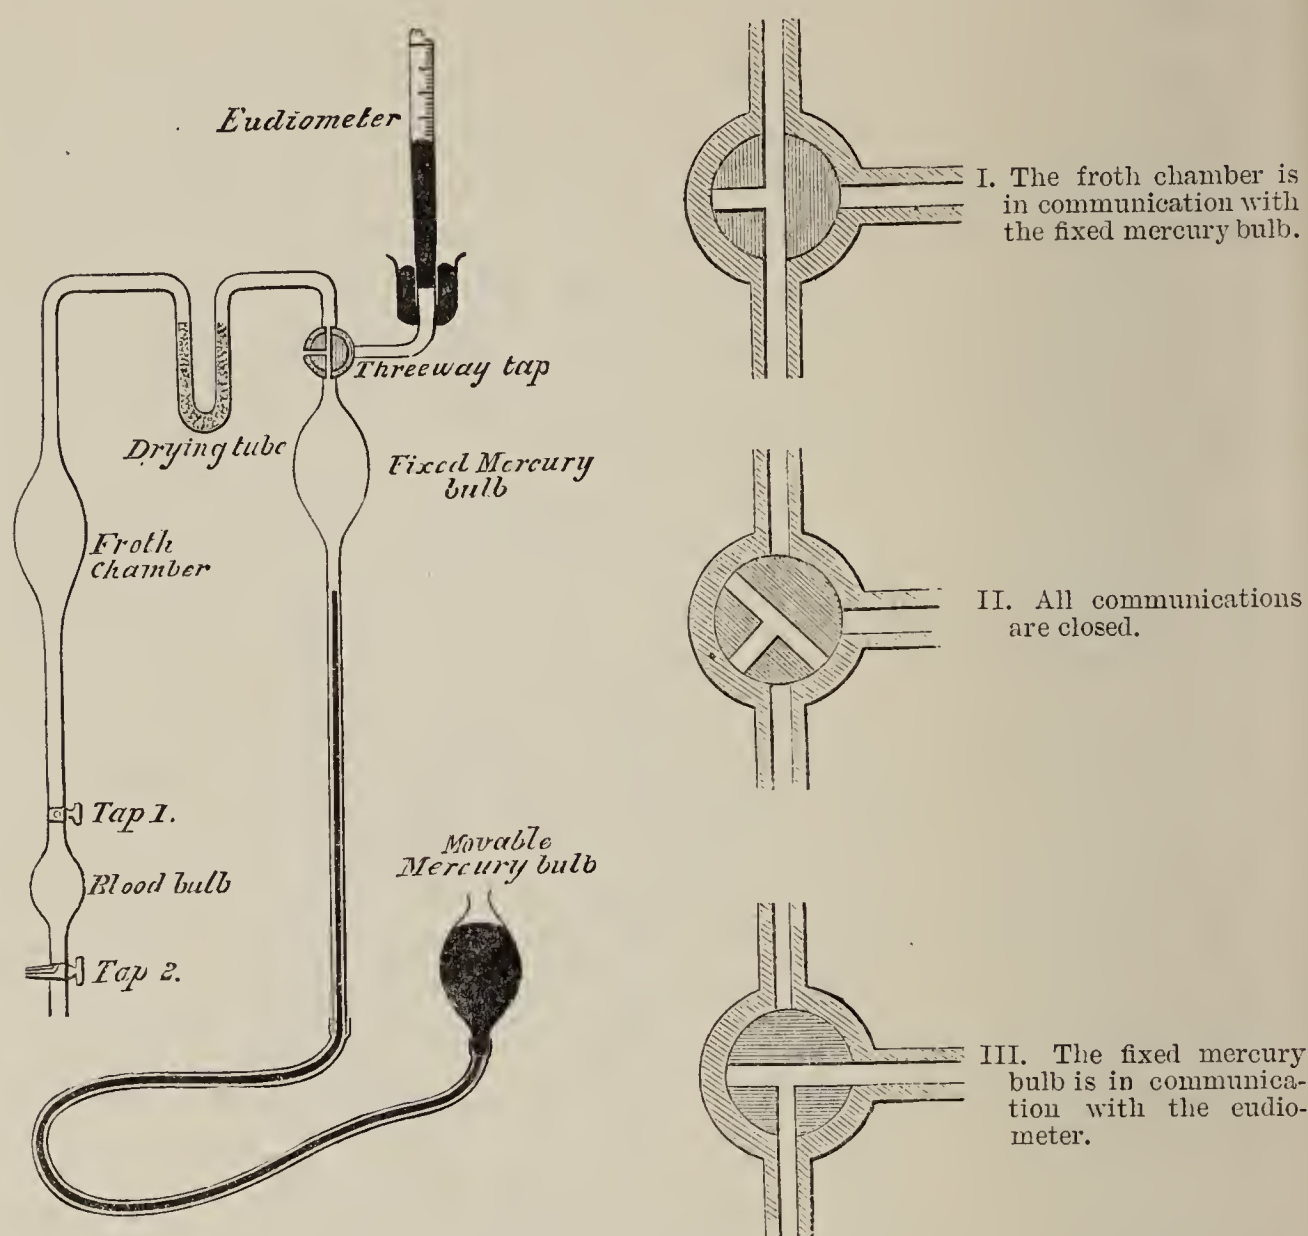 Eudiometer
Threeway tap
Drying tube
Fixed Mercury
bulb
Froth
Chamber
Tap 1.
Movable
Mercury bulb
Blood bulb
Tap 2.
I. The froth chamber is
in communication with
the fixed mercury bulb.
II. All communications
are closed.
III. The fixed mercury
bulb is in communica-
tion with the eudio-
meter.